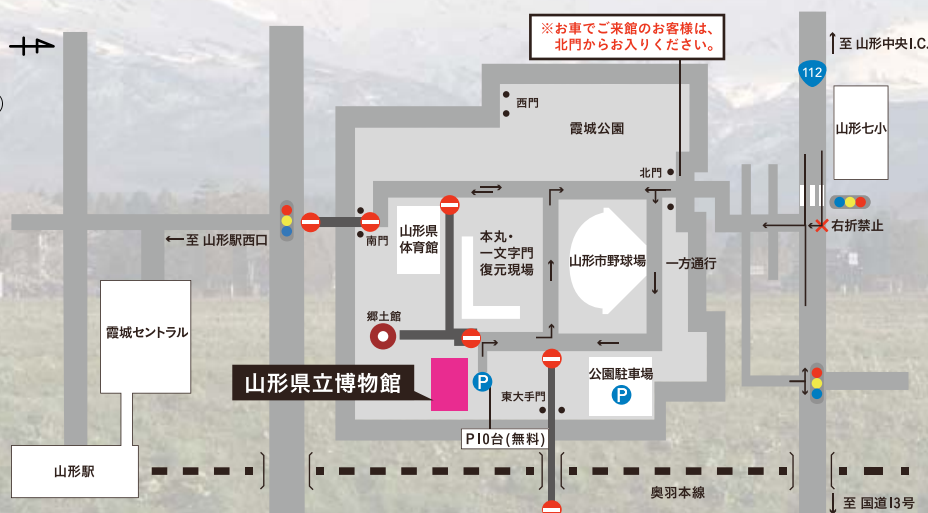 ※お車でご来館のお客様は、
北門からお入りください。
至 山形中央I.C.
112
山形七小
西門
霞城公園
北門
右折禁止
南門
山形県
体育館
本丸・
一文字門
復元現場
山形市野球場
一方通行
←至 山形駅西口
霞城セントラル
郷土館
山形県立博物館
P
公園駐車場
P
東大手門
P10台(無料)
山形駅
奥羽本線
至 国道13号